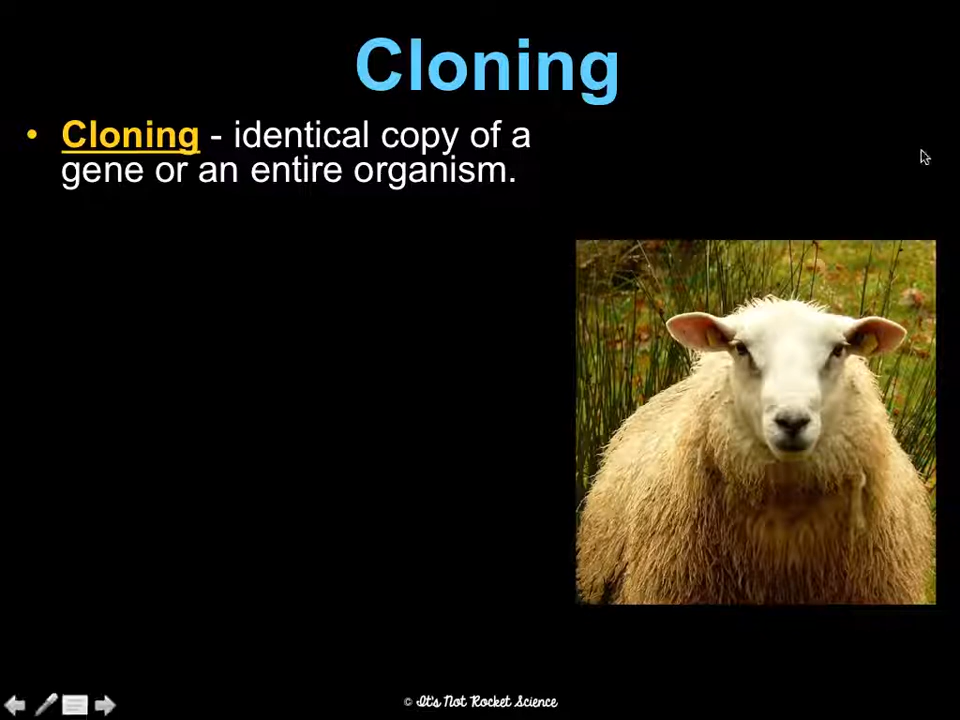 Cloning
• Cloning - identical copy of a
gene or an entire organism.
© It's Not Rocket Science